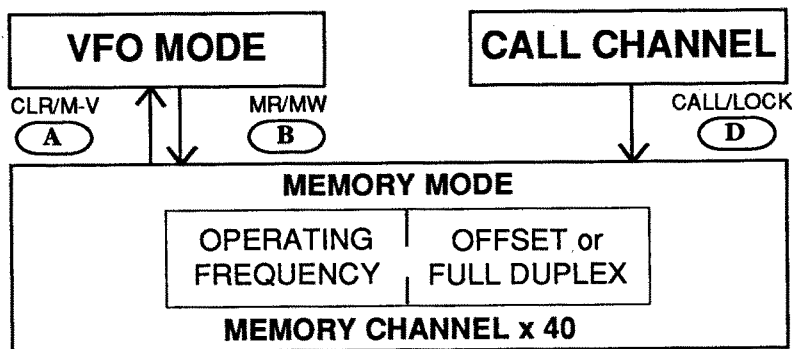 VFO MODE
CALL CHANNEL
CLR/M-V
MR/MW
CALL/LOCK
A
B
D
MEMORY MODE
OPERATING FREQUENCY
OFFSET or FULL DUPLEX
MEMORY CHANNEL x 40